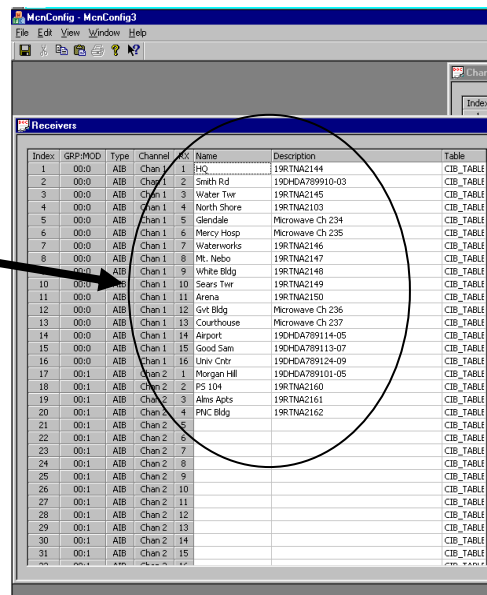 McnConfig - McnConfig3
File Edit View Window Help
Chan
Index
Receivers
Index GRP:MOD Type Channel RX Name Description Table
1 00:0 AIB Chan 1 1 HQ 19RTNA2144 CIB_TABLE
2 00:0 AIB Chan 1 2 Smith Rd 19DHDA789910-03 CIB_TABLE
3 00:0 AIB Chan 1 3 Water Twr 19RTNA2145 CIB_TABLE
4 00:0 AIB Chan 1 4 North Shore 19RTNA2103 CIB_TABLE
5 00:0 AIB Chan 1 5 Glendale Microwave Ch 234 CIB_TABLE
6 00:0 AIB Chan 1 6 Mercy Hosp Microwave Ch 235 CIB_TABLE
7 00:0 AIB Chan 1 7 Waterworks 19RTNA2146 CIB_TABLE
8 00:0 AIB Chan 1 8 Mt. Nebo 19RTNA2147 CIB_TABLE
9 00:0 AIB Chan 1 9 White Bldg 19RTNA2148 CIB_TABLE
10 00:0 AIB Chan 1 10 Sears Twr 19RTNA2149 CIB_TABLE
11 00:0 AIB Chan 1 11 Arena 19RTNA2150 CIB_TABLE
12 00:0 AIB Chan 1 12 Gvt Bldg Microwave Ch 236 CIB_TABLE
13 00:0 AIB Chan 1 13 Courthouse Microwave Ch 237 CIB_TABLE
14 00:0 AIB Chan 1 14 Airport 19DHDA789114-05 CIB_TABLE
15 00:0 AIB Chan 1 15 Good Sam 19DHDA789113-07 CIB_TABLE
16 00:0 AIB Chan 1 16 Univ Cntr 19DHDA789124-09 CIB_TABLE
17 00:1 AIB Chan 2 1 Morgan Hill 19DHDA789101-05 CIB_TABLE
18 00:1 AIB Chan 2 2 PS 104 19RTNA2160 CIB_TABLE
19 00:1 AIB Chan 2 3 Alms Apts 19RTNA2161 CIB_TABLE
20 00:1 AIB Chan 2 4 PNC Bldg 19RTNA2162 CIB_TABLE
21 00:1 AIB Chan 2 5 CIB_TABLE
22 00:1 AIB Chan 2 6 CIB_TABLE
23 00:1 AIB Chan 2 7 CIB_TABLE
24 00:1 AIB Chan 2 8 CIB_TABLE
25 00:1 AIB Chan 2 9 CIB_TABLE
26 00:1 AIB Chan 2 10 CIB_TABLE
27 00:1 AIB Chan 2 11 CIB_TABLE
28 00:1 AIB Chan 2 12 CIB_TABLE
29 00:1 AIB Chan 2 13 CIB_TABLE
30 00:1 AIB Chan 2 14 CIB_TABLE
31 00:1 AIB Chan 2 15 CIB_TABLE